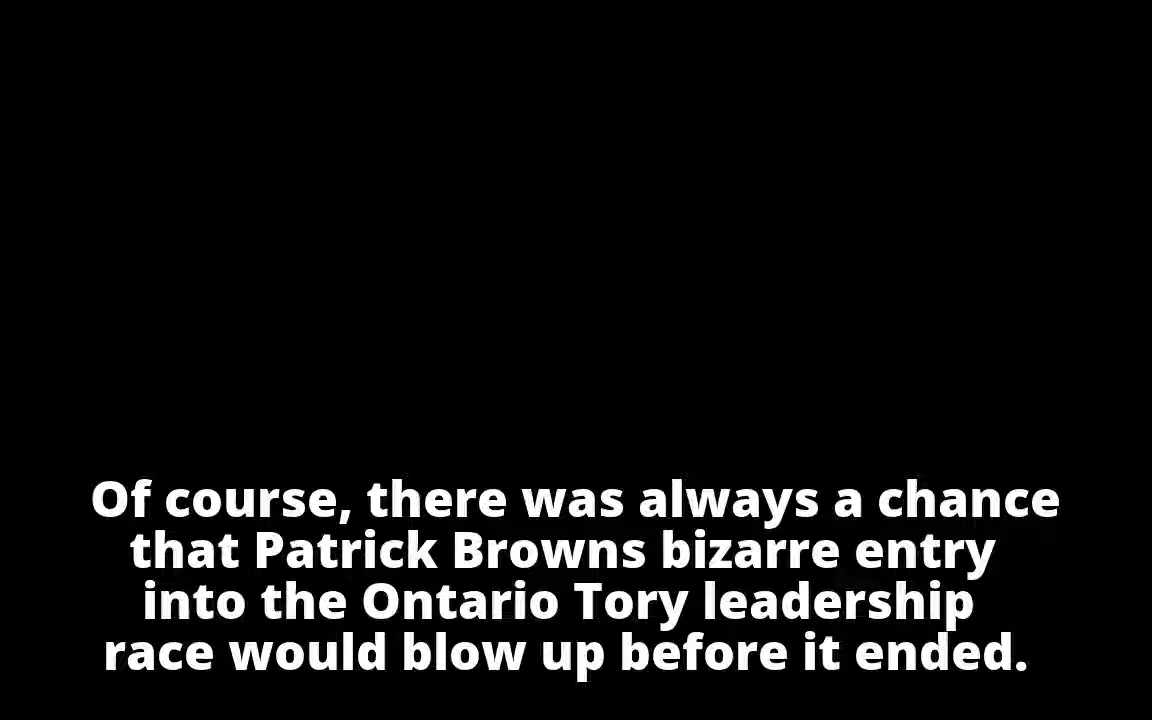 Of course, there was always a chance
that Patrick Browns bizarre entry
into the Ontario Tory leadership
race would blow up before it ended.